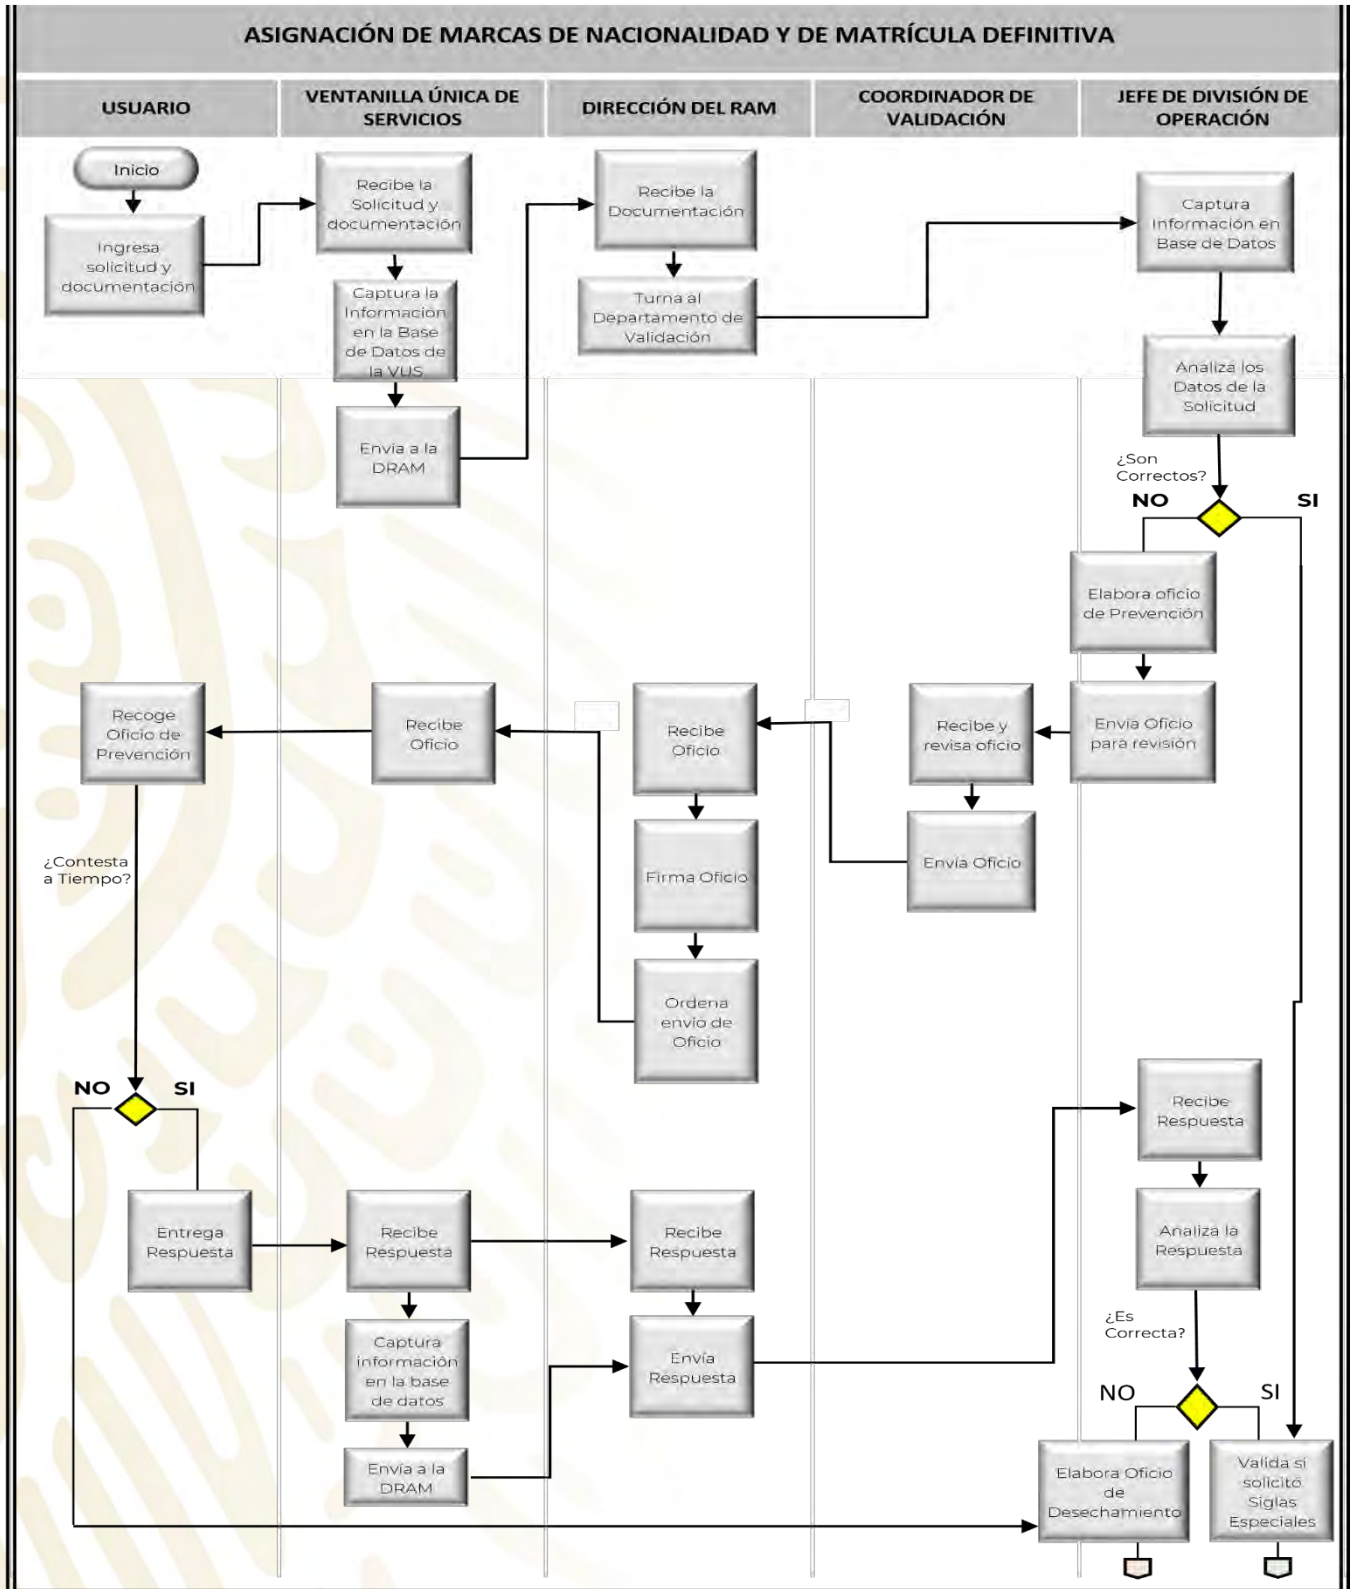 ASIGNACIÓN DE MARCAS DE NACIONALIDAD Y DE MATRÍCULA DEFINITIVA
USUARIO
VENTANILLA ÚNICA DE
SERVICIOS
DIRECCIÓN DEL RAM
COORDINADOR DE
VALIDACIÓN
JEFE DE DIVISIÓN DE
OPERACIÓN
Inicio
Ingresa
solicitud y
documentación
Recibe la
Solicitud y
documentación
Captura la
Información
en la Base
de Datos de
la VUS
Envía a la
DRAM
Recibe la
Documentación
Turna al
Departamento de
Validación
Captura
Información en
Base de Datos
Analiza los
Datos de la
Solicitud
¿Son
Correctos?
NO
SI
Elabora oficio
de Prevención
Envía Oficio
para revisión
Recibe y
revisa oficio
Envía Oficio
Recibe
Oficio
Firma Oficio
Ordena
envío de
Oficio
Recibe
Oficio
Recoge
Oficio de
Prevención
¿Contesta
a Tiempo?
NO
SI
Entrega
Respuesta
Recibe
Respuesta
Captura
información
en la base
de datos
Envía a la
DRAM
Recibe
Respuesta
Envía
Respuesta
Recibe
Respuesta
Analiza la
Respuesta
¿Es
Correcta?
NO
SI
Elabora Oficio
de
Desechamiento
Valida si
solicitó
Siglas
Especiales